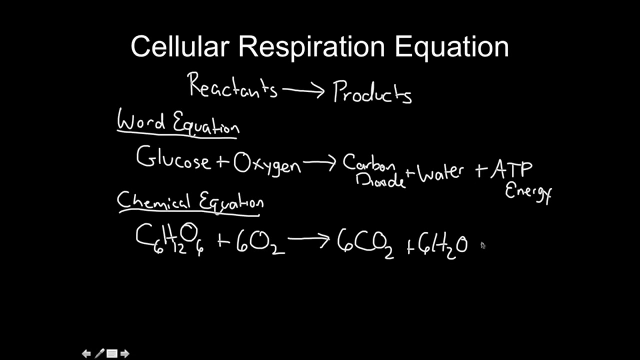 Cellular Respiration Equation
Reactants → Products
Word Equation
Glucose + Oxygen → Carbon Dioxide + Water + ATP Energy
Chemical Equation
C6H12O6 + 6O2 → 6CO2 + 6H2O